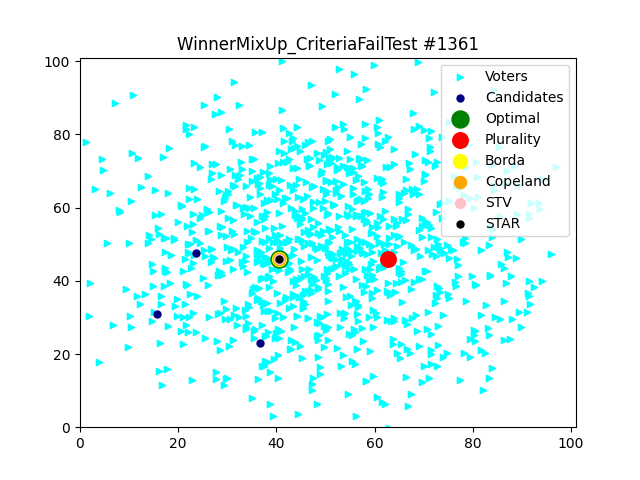 WinnerMixUp_CriteriaFailTest #1361
Voters
Candidates
Optimal
Plurality
Borda
Copeland
STV
STAR
100
80
60
40
20
0
0 20 40 60 80 100